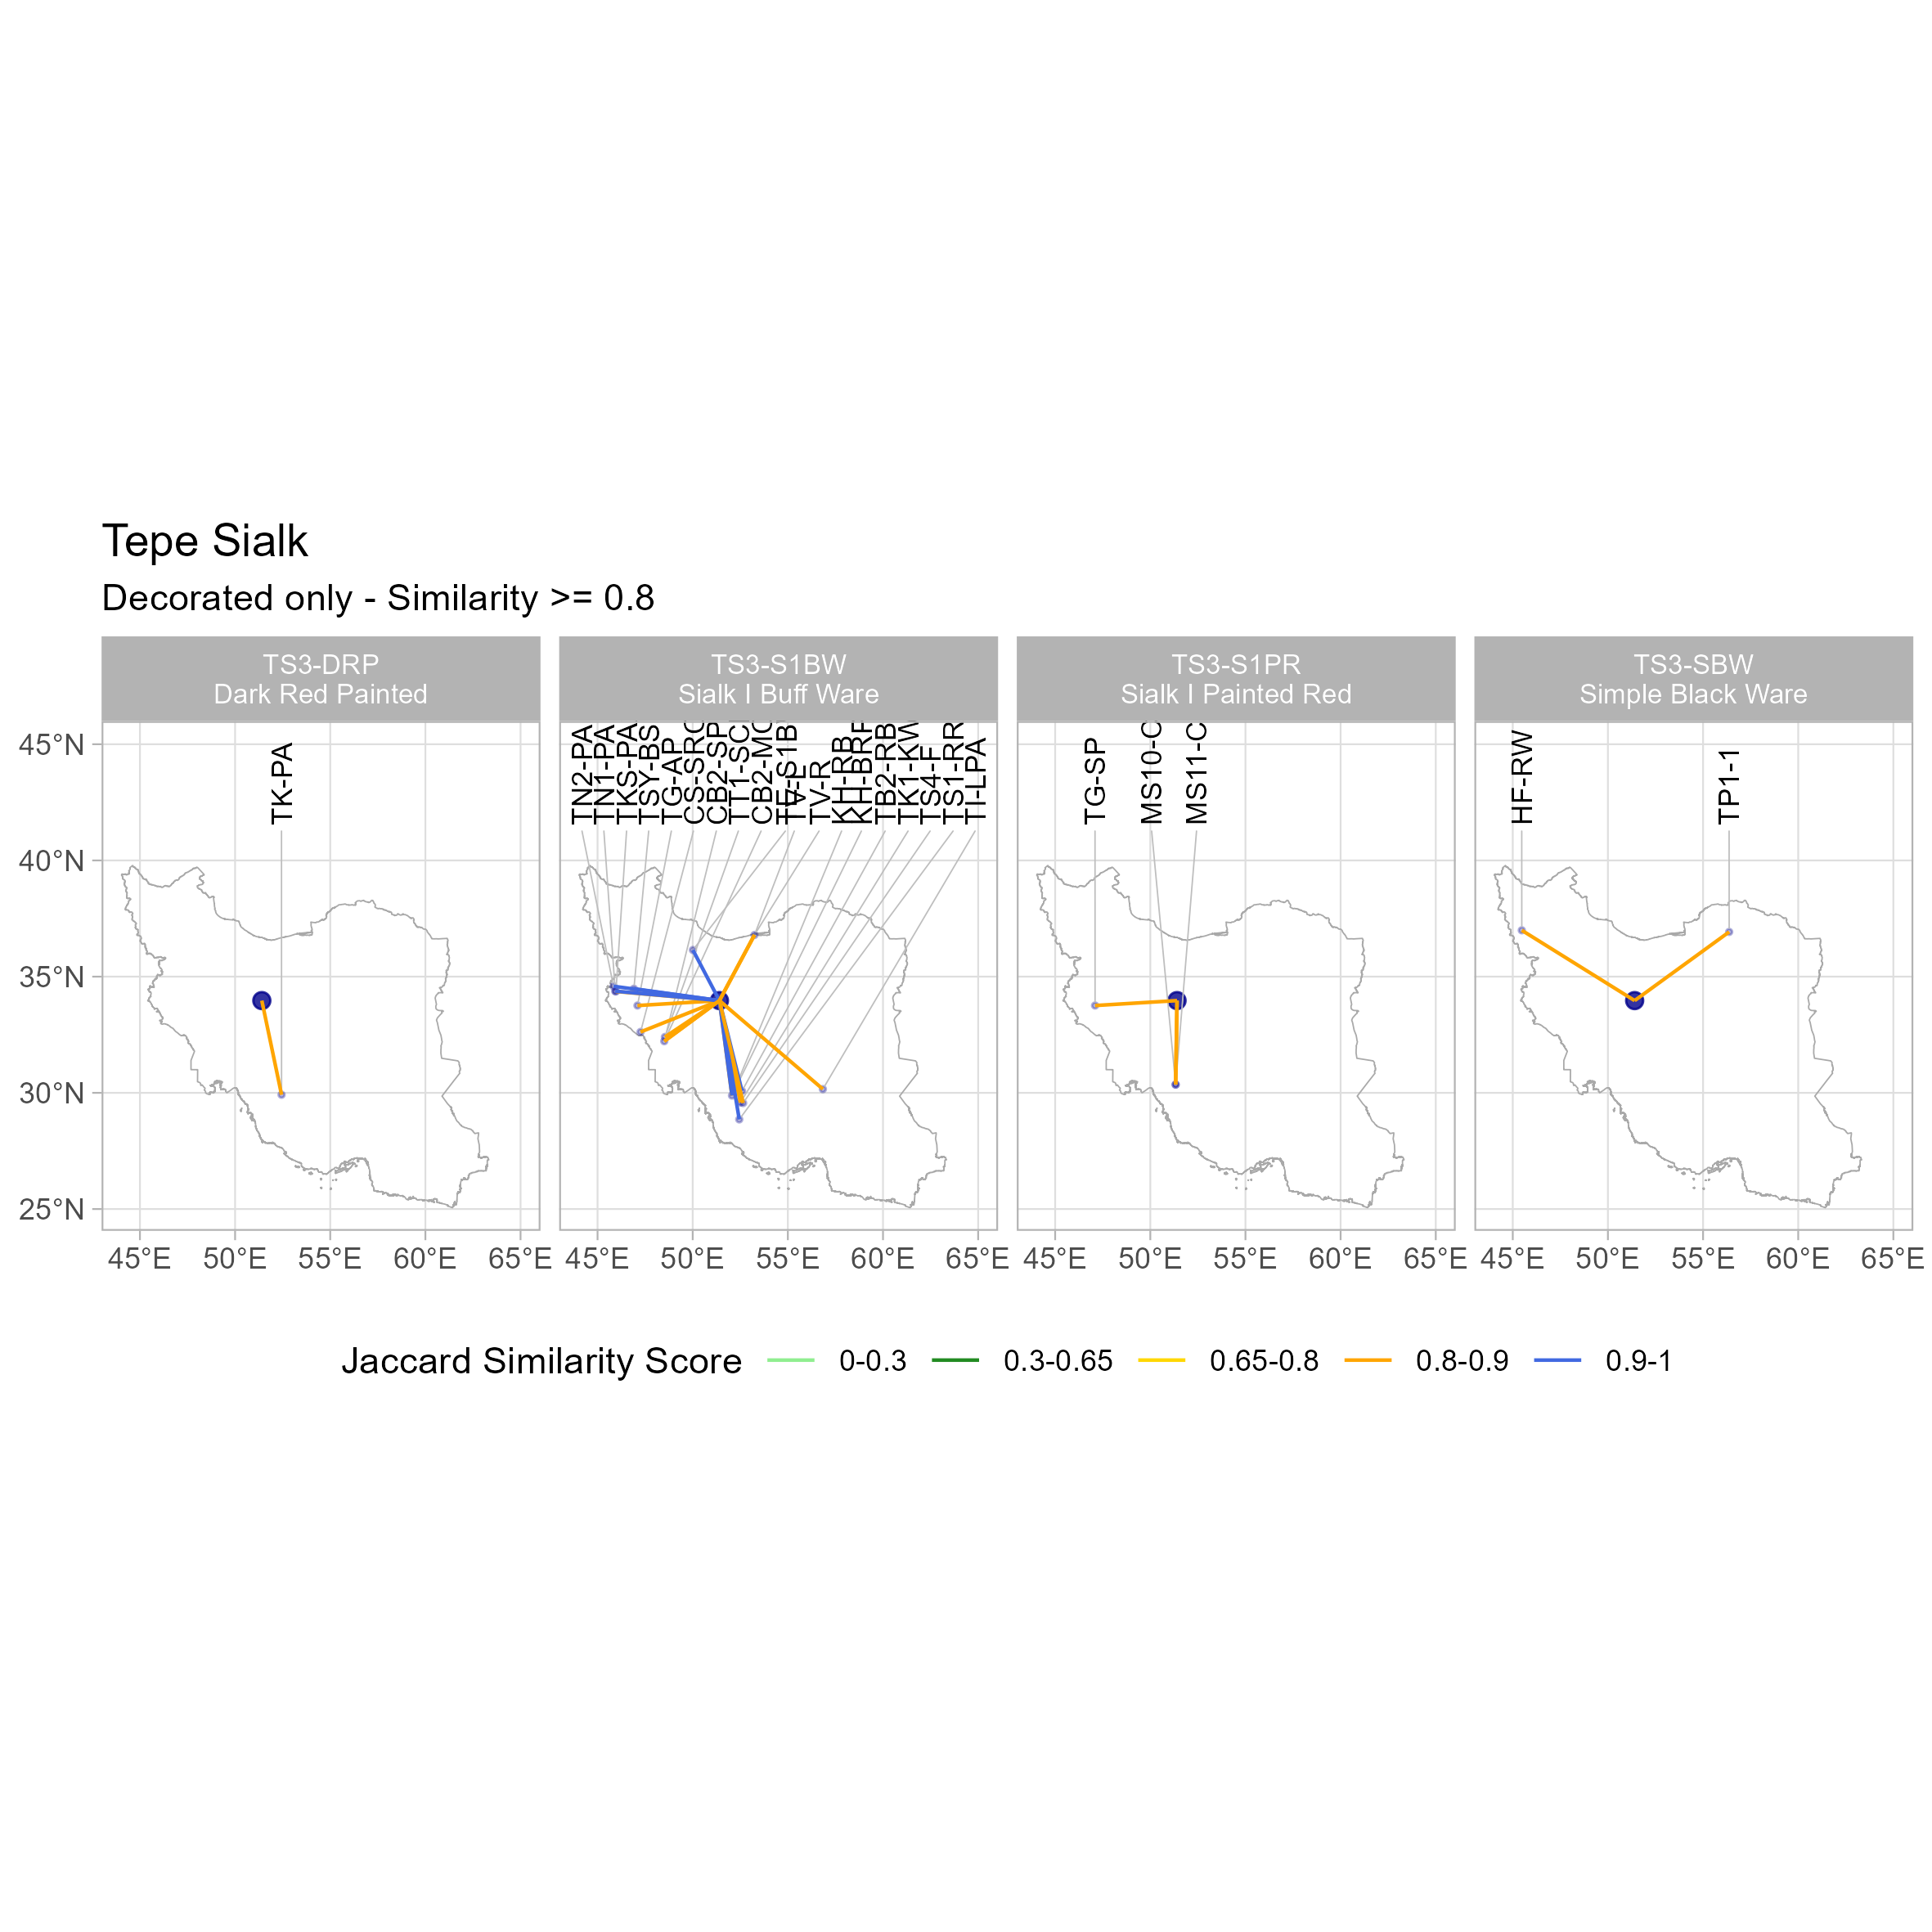 Tepe Sialk
Decorated only - Similarity >= 0.8
TS3-DRP
Dark Red Painted
TS3-S1BW
Sialk I Buff Ware
TS3-S1PR
Sialk I Painted Red
TS3-SBW
Simple Black Ware
45°N
40°N
35°N
30°N
25°N
TK-PA
TN2-PA
TN1-PA
TKS-PA
TSY-BS
TG-AP
CB2-SP
TV-R
KH-RB
TB2-RB
TK1-KW
TS4-F
TS1-RR
TI-LPA
TG-SP
MS10-C
MS11-C
HF-RW
TP1-1
45°E 50°E 55°E 60°E 65°E
45°E 50°E 55°E 60°E 65°E
45°E 50°E 55°E 60°E 65°E
45°E 50°E 55°E 60°E 65°E
Jaccard Similarity Score 0-0.3 0.3-0.65 0.65-0.8 0.8-0.9 0.9-1